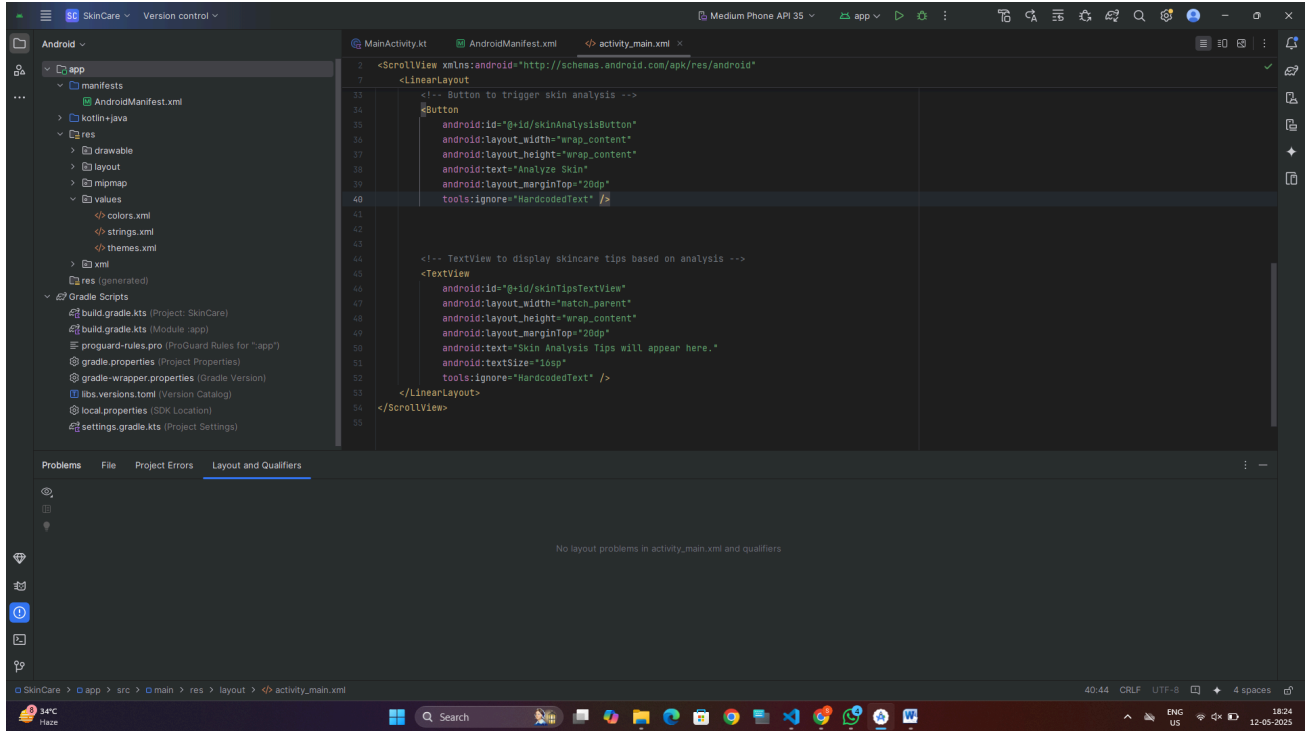 SC SkinCare Version control Medium Phone API 35 app
Android
MainActivity.kt AndroidManifest.xml </> activity_main.xml
app
manifests
AndroidManifest.xml
kotlin+java
res
drawable
layout
mipmap
values
</> colors.xml
</> strings.xml
</> themes.xml
xml
res (generated)
Gradle Scripts
build.gradle.kts (Project: SkinCare)
build.gradle.kts (Module :app)
proguard-rules.pro (ProGuard Rules for ":app")
gradle.properties (Project Properties)
gradle-wrapper.properties (Gradle Version)
libs.versions.toml (Version Catalog)
local.properties (SDK Location)
settings.gradle.kts (Project Settings)
2 <ScrollView xmlns:android="http://schemas.android.com/apk/res/android"
7 <LinearLayout
33 <!-- Button to trigger skin analysis -->
34 <Button
35 android:id="@+id/skinAnalysisButton"
36 android:layout_width="wrap_content"
37 android:layout_height="wrap_content"
38 android:text="Analyze Skin"
39 android:layout_marginTop="20dp"
40 tools:ignore="HardcodedText" />
41
42
43
44 <!-- TextView to display skincare tips based on analysis -->
45 <TextView
46 android:id="@+id/skinTipsTextView"
47 android:layout_width="match_parent"
48 android:layout_height="wrap_content"
49 android:layout_marginTop="20dp"
50 android:text="Skin Analysis Tips will appear here."
51 android:textSize="16sp"
52 tools:ignore="HardcodedText" />
53 </LinearLayout>
54 </ScrollView>
55
Problems File Project Errors Layout and Qualifiers
No layout problems in activity_main.xml and qualifiers
SkinCare > app > src > main > res > layout > </> activity_main.xml 40:44 CRLF UTF-8 4 spaces
8 34°C
Haze
Search
ENG
US
18:24
12-05-2025